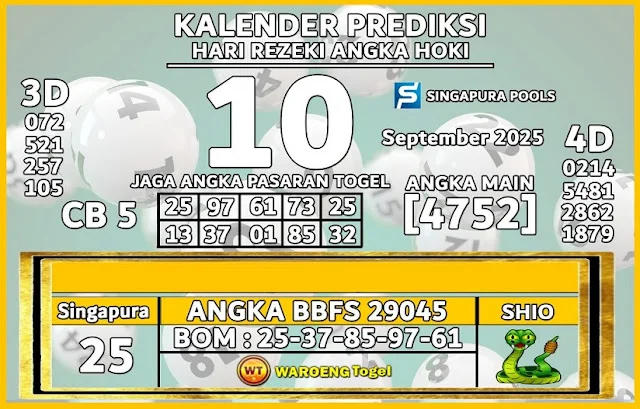 KALENDER PREDIKSI
HARI REZEKI ANGKA HOKI
10
3D
072
521
257
105
CB 5
SINGAPURA POOLS
September 2025
4D
0214
5481
2862
1879
JAGA ANGKA PASARAN TOGEL
25 97 61 73 25
13 37 01 85 32
ANGKA MAIN
[4752]
Singapura
25
ANGKA BBFS 29045
BOM : 25-37-85-97-61
WT WAROENG Togel
SHIO